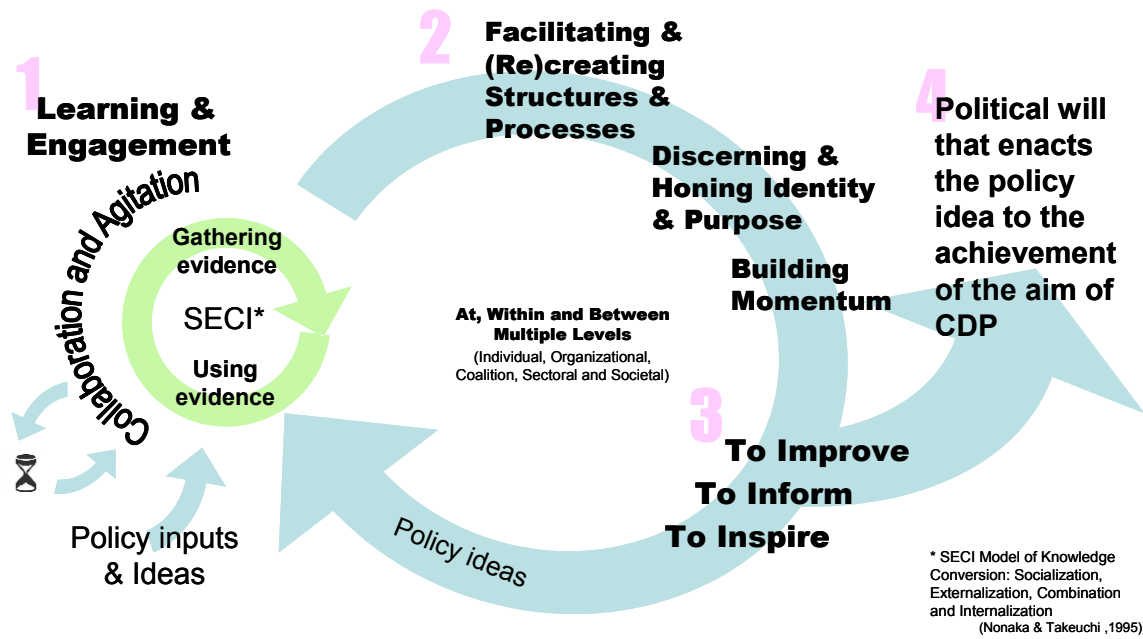 1
Learning &
Engagement
Collaboration and Agitation
Gathering
evidence
SECI*
Using
evidence
Policy inputs
& Ideas
2
Facilitating &
(Re)creating
Structures &
Processes
Discerning &
Honing Identity
& Purpose
Building
Momentum
At, Within and Between
Multiple Levels
(Individual, Organizational,
Coalition, Sectoral and Societal)
3
To Improve
To Inform
To Inspire
Policy ideas
4
Political will
that enacts
the policy
idea to the
achievement
of the aim of
CDP
* SECI Model of Knowledge
Conversion: Socialization,
Externalization, Combination
and Internalization
(Nonaka & Takeuchi ,1995)